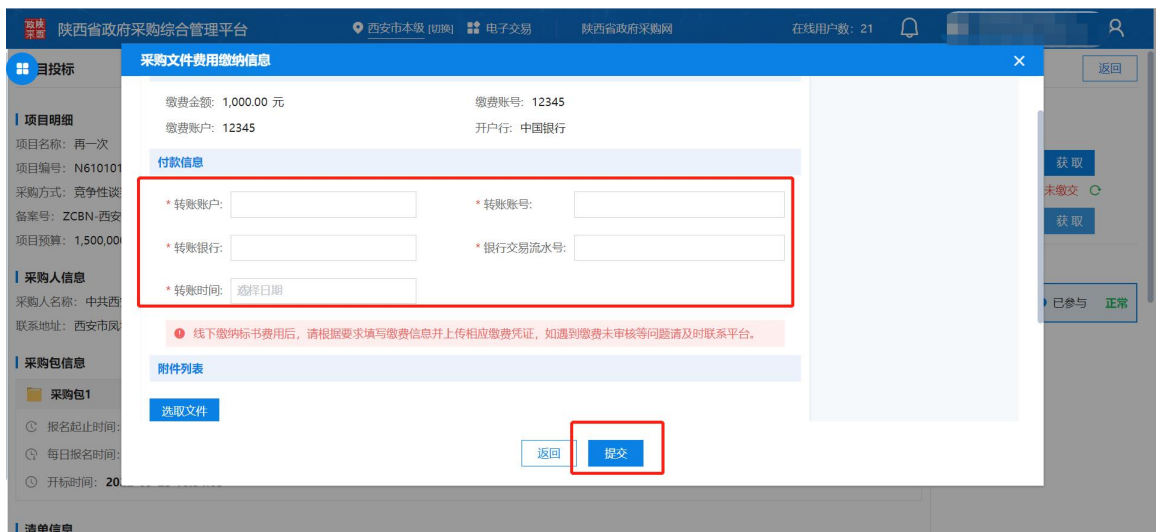 陕西省政府采购综合管理平台 西安市本级 [切换] 电子交易 陕西省政府采购网 在线用户数：21
目投标 采购文件费用缴纳信息 返回
缴费金额: 1,000.00 元 缴费账号: 12345
缴费账户: 12345 开户行: 中国银行
付款信息
* 转账账户: * 转账账号:
* 转账银行: * 银行交易流水号:
* 转账时间: 选择日期
线下缴纳标书费用后，请根据要求填写缴费信息并上传相应缴费凭证，如遇到缴费未审核等问题请及时联系平台。
附件列表
选取文件
返回 提交
项目明细
项目名称: 再一次
项目编号: N610101
采购方式: 竞争性谈
备案号: ZCBN-西安
项目预算: 1,500,00
采购人信息
采购人名称: 中共西
联系地址: 西安市凤
采购包信息
采购包1
报名起止时间:
每日报名时间:
开标时间: 20
清单信息
获取
未缴交
获取
已参与 正常